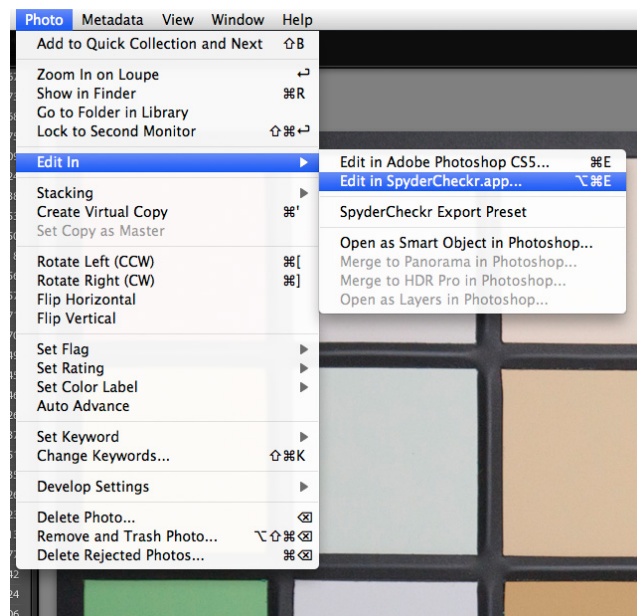 Photo Metadata View Window Help
Add to Quick Collection and Next ⇧B
Zoom In on Loupe ↩
Show in Finder ⌘R
Go to Folder in Library
Lock to Second Monitor ⇧⌘↩
Edit In ▶
Edit in Adobe Photoshop CS5... ⌘E
Edit in SpyderCheckr.app... ⌥⌘E
SpyderCheckr Export Preset
Open as Smart Object in Photoshop...
Merge to Panorama in Photoshop...
Merge to HDR Pro in Photoshop...
Open as Layers in Photoshop...
Stacking ▶
Create Virtual Copy ⌘'
Set Copy as Master
Rotate Left (CCW) ⌘[
Rotate Right (CW) ⌘]
Flip Horizontal
Flip Vertical
Set Flag ▶
Set Rating ▶
Set Color Label ▶
Auto Advance
Set Keyword ▶
Change Keywords... ⇧⌘K
Develop Settings ▶
Delete Photo... ⌫
Remove and Trash Photo... ⌥⇧⌘⌫
Delete Rejected Photos... ⌘⌫